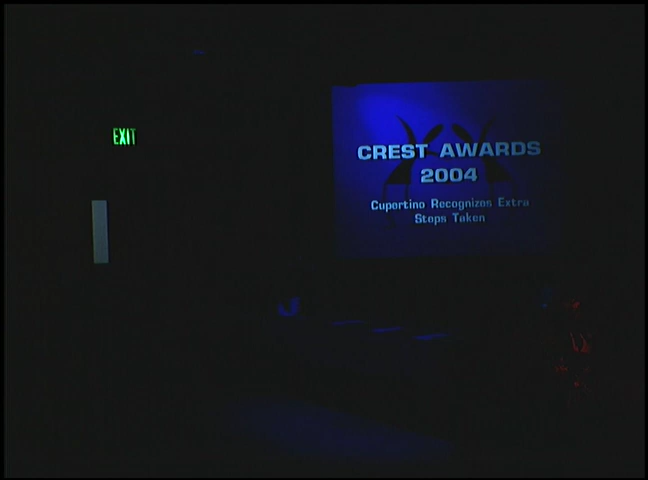 EXIT
CREST AWARDS
2004
Cupertino Recognizes Extra
Steps Taken